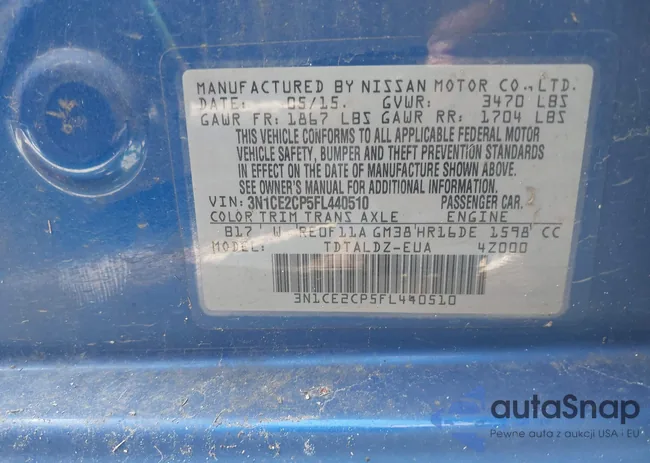 MANUFACTURED BY NISSAN MOTOR CO., LTD.
DATE: 05/15. GVWR: 3470 LBS
GAWR FR: 1867 LBS GAWR RR: 1704 LBS
THIS VEHICLE CONFORMS TO ALL APPLICABLE FEDERAL MOTOR
VEHICLE SAFETY, BUMPER AND THEFT PREVENTION STANDARDS
IN EFFECT ON THE DATE OF MANUFACTURE SHOWN ABOVE.
SEE OWNER'S MANUAL FOR ADDITIONAL INFORMATION.
VIN: 3N1CE2CP5FL440510 PASSENGER CAR.
COLOR TRIM TRANS AXLE ENGINE
B17 W RE0F11A GM38 HR16DE 1598 CC
MODEL: TDTALDZ-EUA 4Z000
3N1CE2CP5FL440510
autaSnap
Pewne auta z aukcji USA · EU